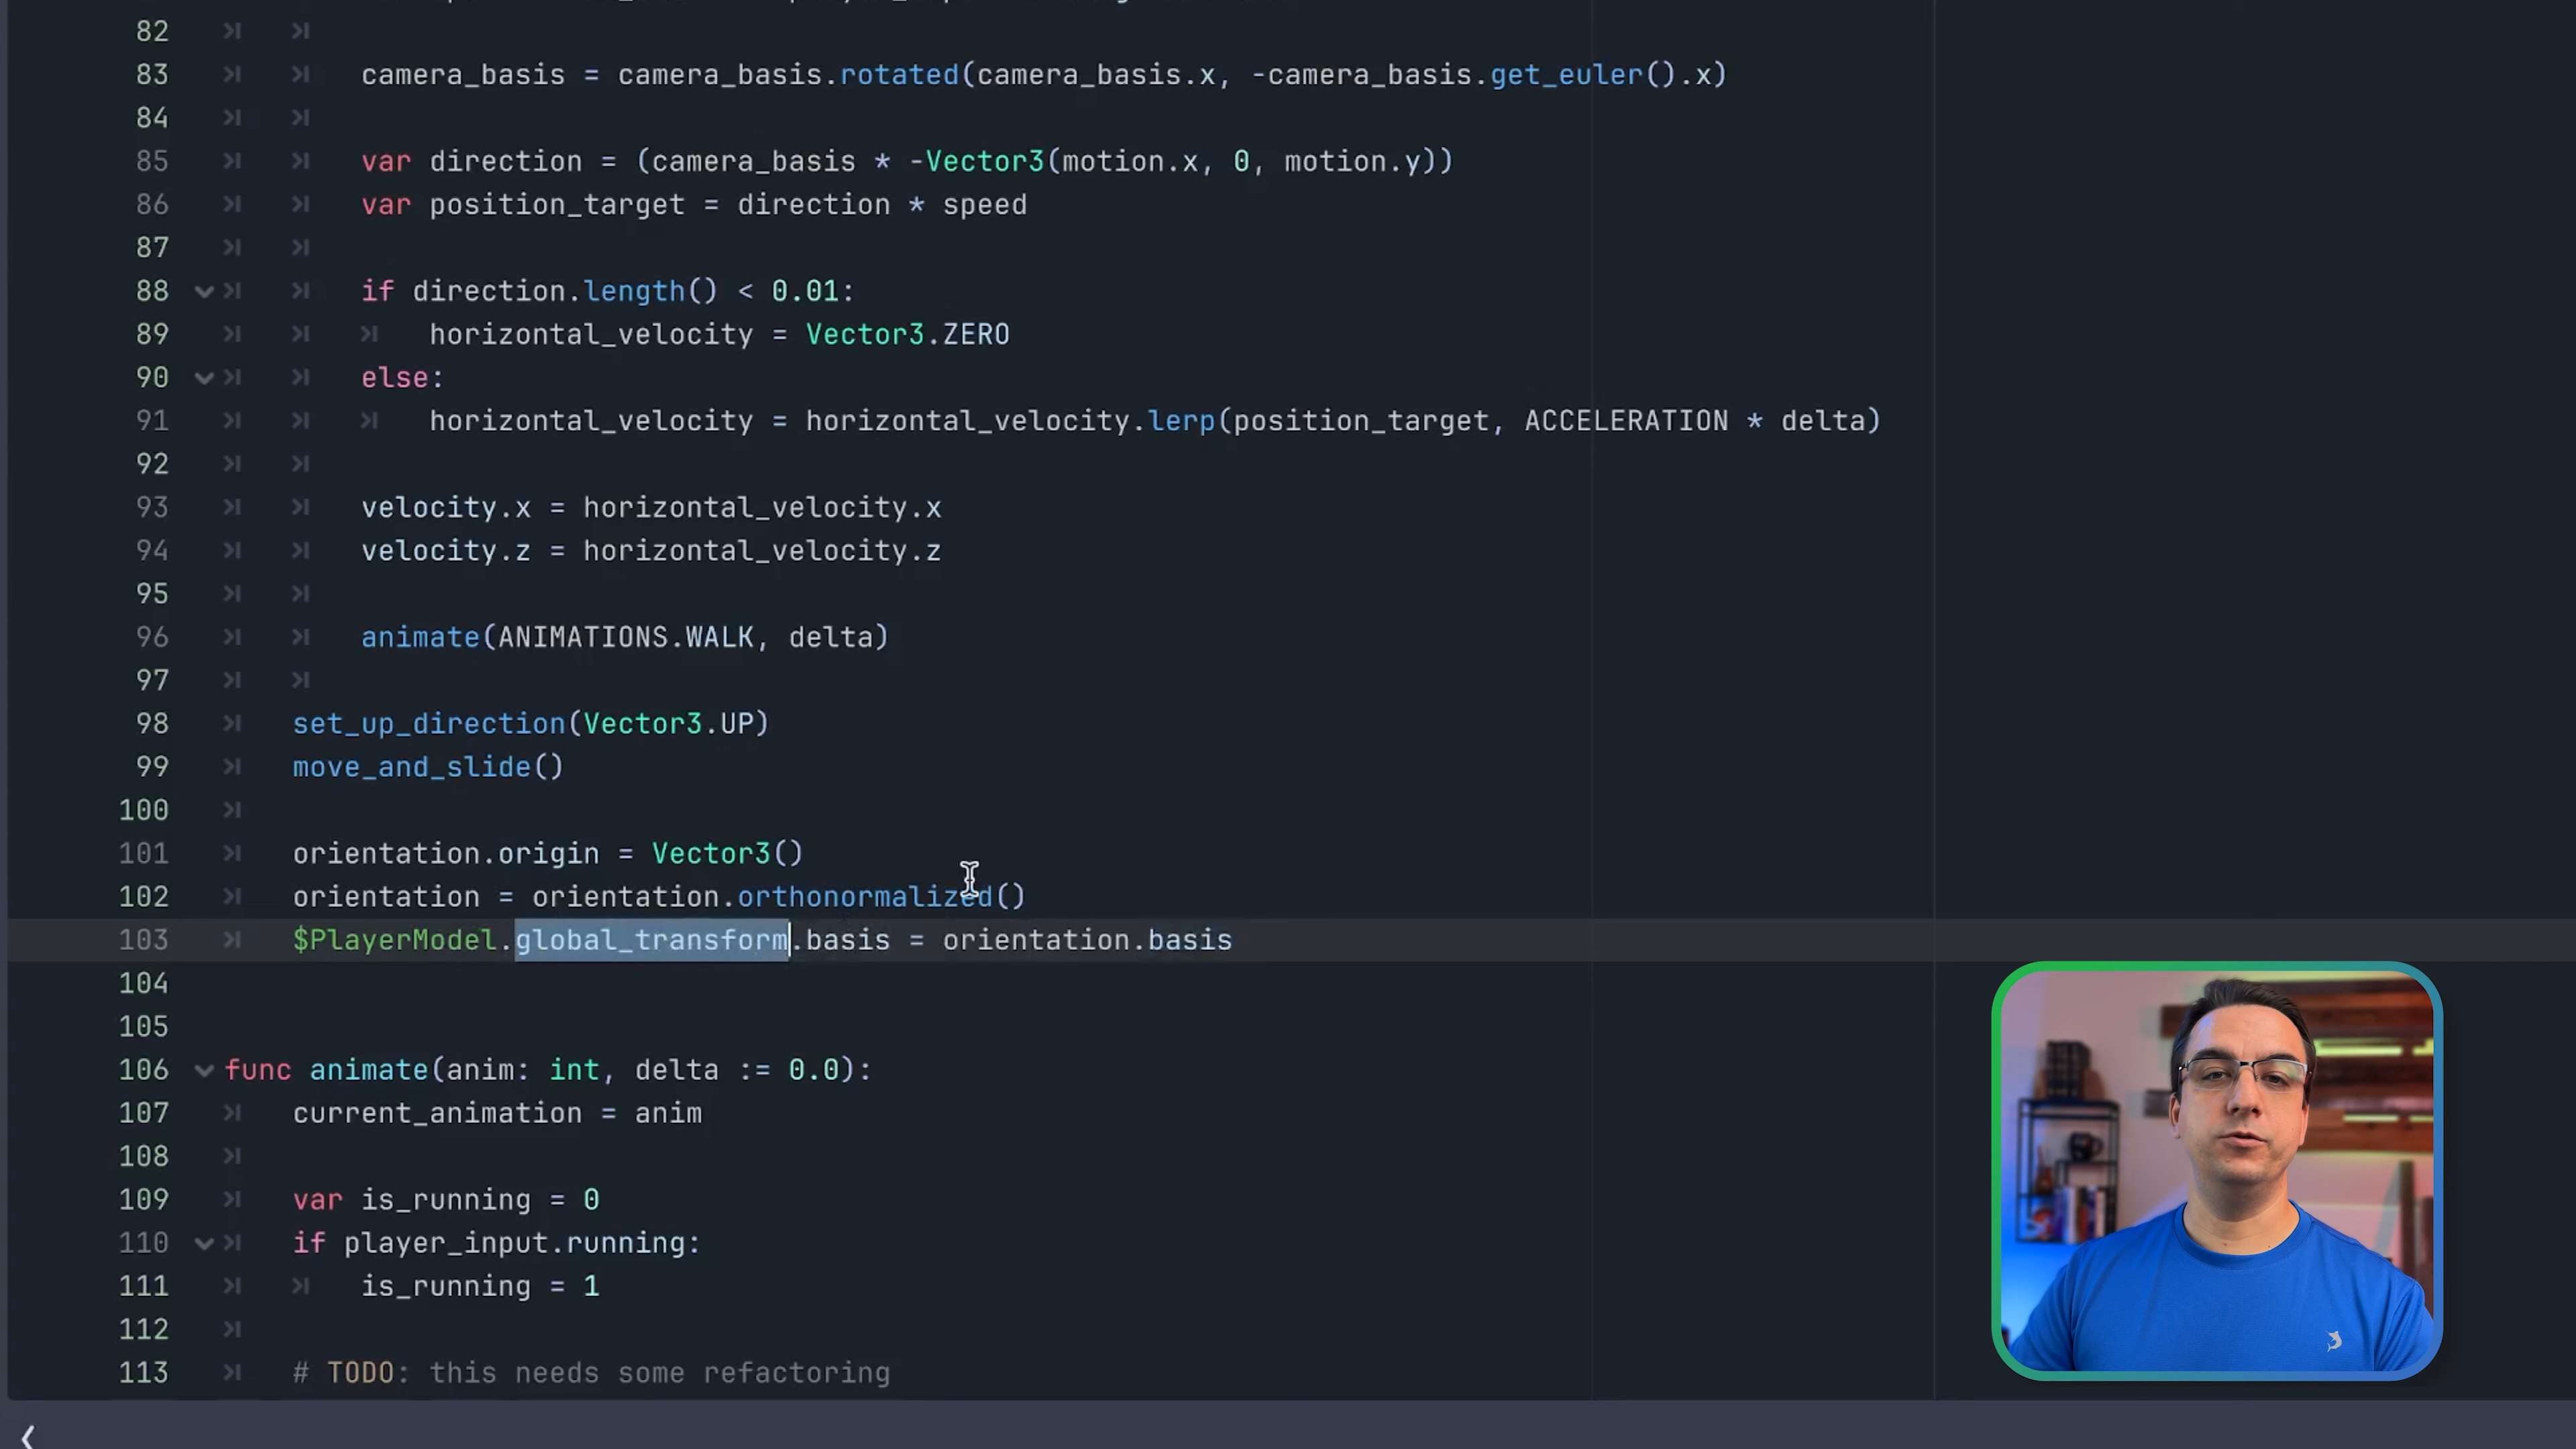 82
83 camera_basis = camera_basis.rotated(camera_basis.x, -camera_basis.get_euler().x)
84
85 var direction = (camera_basis * -Vector3(motion.x, 0, motion.y))
86 var position_target = direction * speed
87
88 if direction.length() < 0.01:
89 horizontal_velocity = Vector3.ZERO
90 else:
91 horizontal_velocity = horizontal_velocity.lerp(position_target, ACCELERATION * delta)
92
93 velocity.x = horizontal_velocity.x
94 velocity.z = horizontal_velocity.z
95
96 animate(ANIMATIONS.WALK, delta)
97
98 set_up_direction(Vector3.UP)
99 move_and_slide()
100
101 orientation.origin = Vector3()
102 orientation = orientation.orthonormalized()
103 $PlayerModel.global_transform.basis = orientation.basis
104
105
106 func animate(anim: int, delta := 0.0):
107 current_animation = anim
108
109 var is_running = 0
110 if player_input.running:
111 is_running = 1
112
113 # TODO: this needs some refactoring